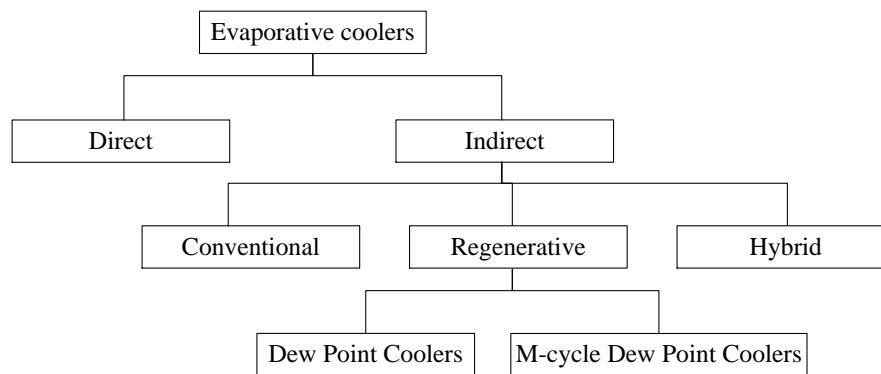 Evaporative coolers
Direct
Indirect
Conventional
Regenerative
Hybrid
Dew Point Coolers
M-cycle Dew Point Coolers